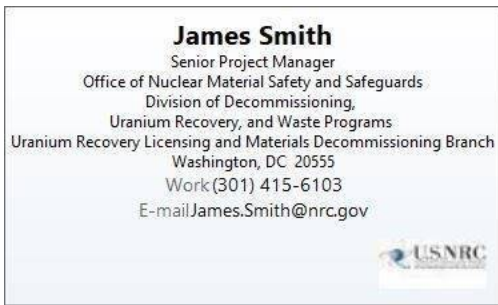 James Smith
Senior Project Manager
Office of Nuclear Material Safety and Safeguards
Division of Decommissioning,
Uranium Recovery, and Waste Programs
Uranium Recovery Licensing and Materials Decommissioning Branch
Washington, DC  20555
Work (301) 415-6103
E-mail James.Smith@nrc.gov
USNRC